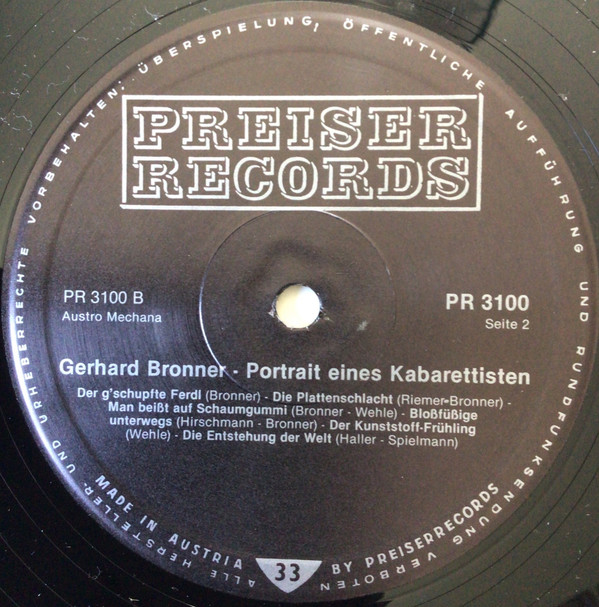 ALLE HERSTELLER- UND URHEBERRECHTE VORBEHALTEN; ÜBERSPIELUNG, ÖFFENTLICHE AUFFÜHRUNG UND RUNDFUNKSENDUNG VERBOTEN
PREISER
RECORDS
PR 3100 B
Austro Mechana
PR 3100
Seite 2
Gerhard Bronner - Portrait eines Kabarettisten
Der g'schupfte Ferdl (Bronner) - Die Plattenschlacht (Riemer-Bronner) -
Man beißt auf Schaumgummi (Bronner - Wehle) - Bloßfüßige
unterwegs (Hirschmann - Bronner) - Der Kunststoff-Frühling
(Wehle) - Die Entstehung der Welt (Haller - Spielmann)
MADE IN AUSTRIA
33
BY PREISERRECORDS